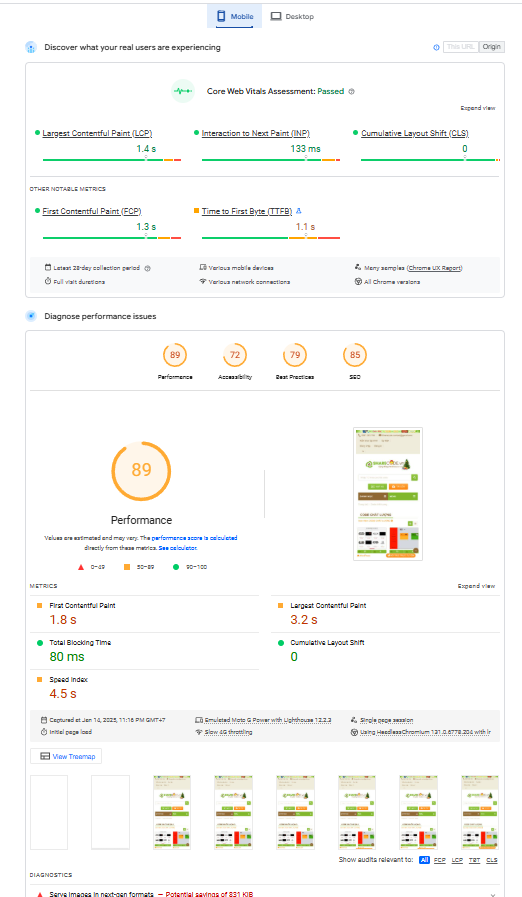 Mobile Desktop
Discover what your real users are experiencing This URL Origin
Core Web Vitals Assessment: Passed
Expand view
Largest Contentful Paint (LCP) Interaction to Next Paint (INP) Cumulative Layout Shift (CLS)
1.4 s 133 ms 0
OTHER NOTABLE METRICS
First Contentful Paint (FCP) Time to First Byte (TTFB)
1.3 s 1.1 s
Latest 28-day collection period Various mobile devices Many samples (Chrome UX Report)
Full visit durations Various network connections All Chrome versions
Diagnose performance issues
89 72 79 85
Performance Accessibility Best Practices SEO
89
Performance
Values are estimated and may vary. The performance score is calculated
directly from these metrics. See calculator.
0–49 50–89 90–100
METRICS Expand view
First Contentful Paint Largest Contentful Paint
1.8 s 3.2 s
Total Blocking Time Cumulative Layout Shift
80 ms 0
Speed Index
4.5 s
Captured at Jan 14, 2025, 11:16 PM GMT+7 Emulated Moto G Power with Lighthouse 12.2.3 Single page session
Initial page load Slow 4G throttling Using HeadlessChromium 131.0.6778.204 with lr
View Treemap
Show audits relevant to: All FCP LCP TBT CLS
DIAGNOSTICS
Serve images in next-gen formats — Potential savings of 831 KiB